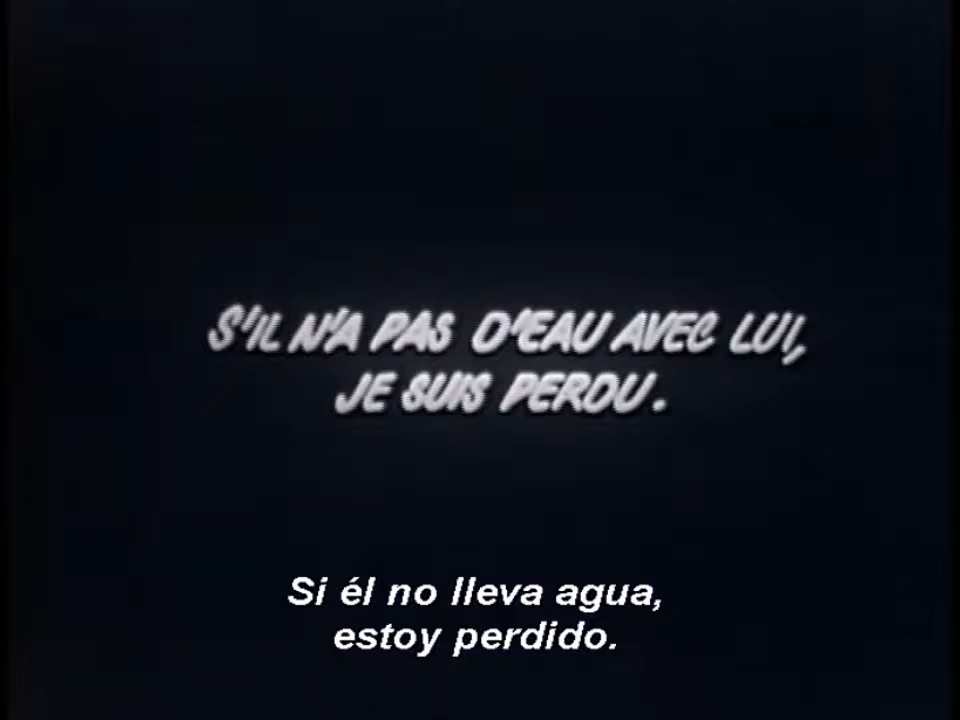 S'IL N'A PAS D'EAU AVEC LUI,
JE SUIS PERDU.
Si él no lleva agua,
estoy perdido.